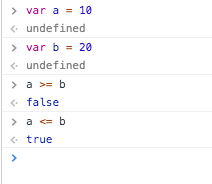 var a = 10
undefined
var b = 20
undefined
a >= b
false
a <= b
true